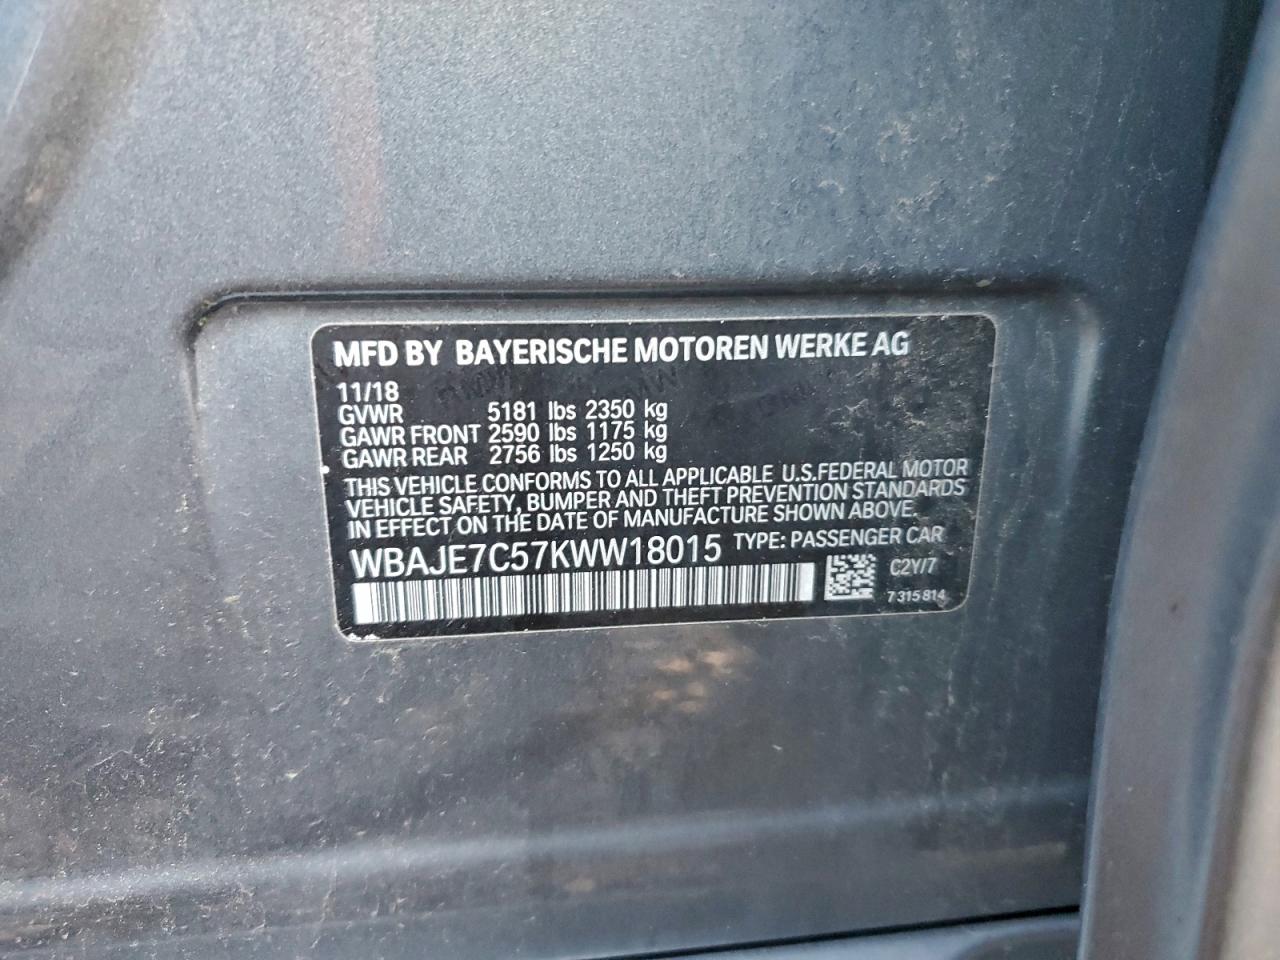 MFD BY BAYERISCHE MOTOREN WERKE AG
11/18
GVWR 5181 lbs 2350 kg
GAWR FRONT 2590 lbs 1175 kg
GAWR REAR 2756 lbs 1250 kg
THIS VEHICLE CONFORMS TO ALL APPLICABLE U.S.FEDERAL MOTOR
VEHICLE SAFETY, BUMPER AND THEFT PREVENTION STANDARDS
IN EFFECT ON THE DATE OF MANUFACTURE SHOWN ABOVE.
WBAJE7C57KWW18015 TYPE: PASSENGER CAR
C2Y/7
7 315 814